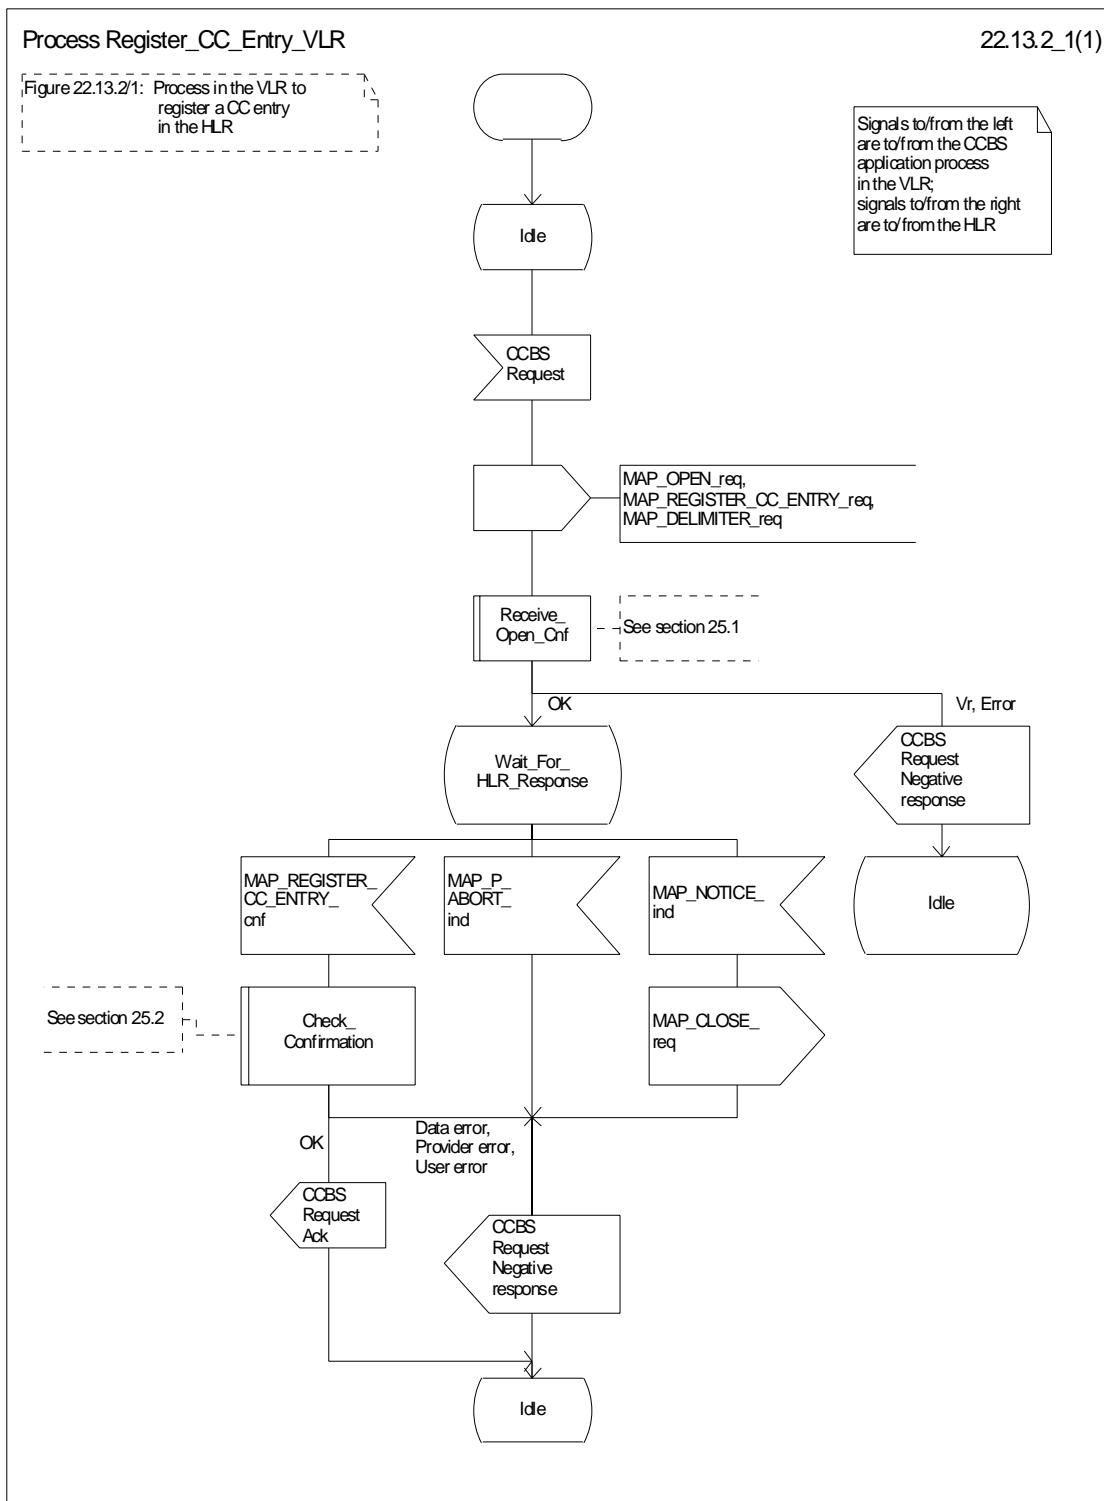 Process Register_CC_Entry_VLR
22.13.2_1(1)
Figure 22.13.2/1: Process in the VLR to
register a CC entry
in the HLR
Signals to/from the left
are to/from the CCBS
application process
in the VLR;
signals to/from the right
are to/from the HLR
Idle
CCBS
Request
MAP_OPEN_req,
MAP_REGISTER_CC_ENTRY_req,
MAP_DELIMITER_req
Receive_
Open_Cnf
See section 25.1
OK
Vr, Error
Wait_For_
HLR_Response
CCBS
Request
Negative
response
MAP_REGISTER_
CC_ENTRY_
cnf
MAP_P_
ABORT_
ind
MAP_NOTICE_
ind
Idle
See section 25.2
Check_
Confirmation
MAP_CLOSE_
req
OK
Data error,
Provider error,
User error
CCBS
Request
Ack
CCBS
Request
Negative
response
Idle